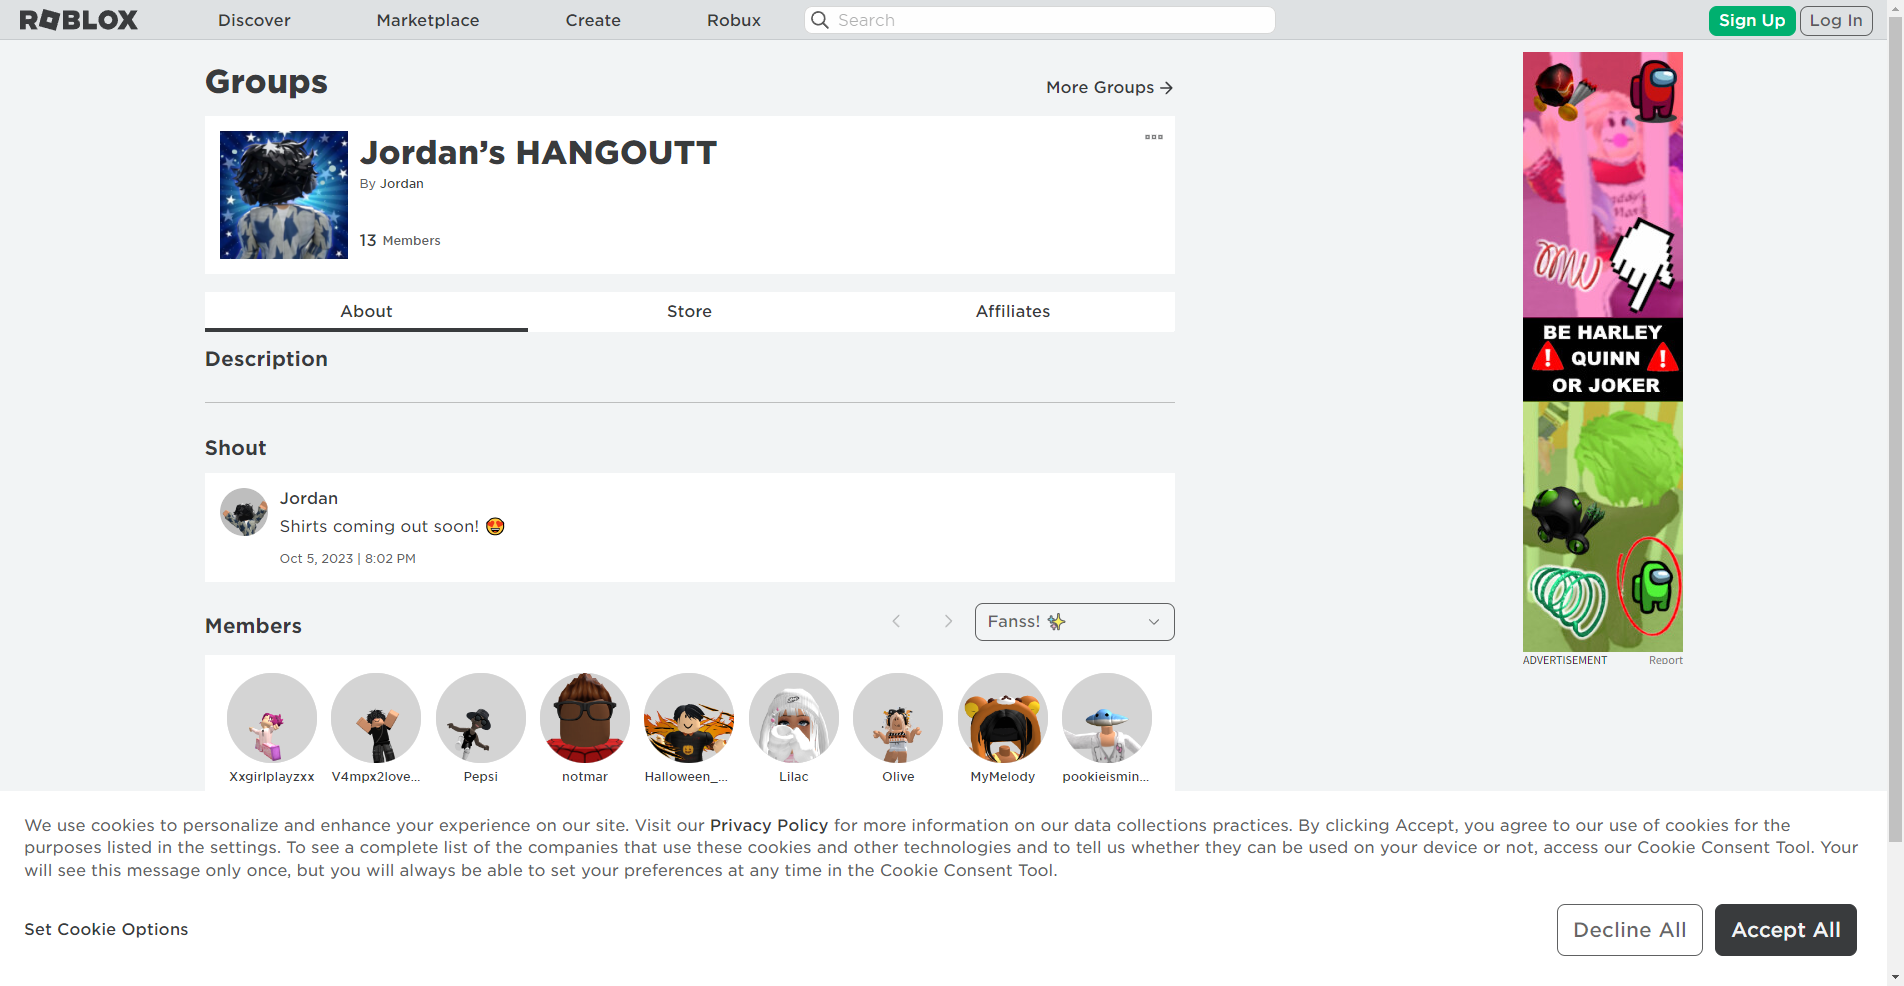 ROBLOX
Discover
Marketplace
Create
Robux
Search
Sign Up
Log In
Groups
More Groups →
Jordan's HANGOUTT
By Jordan
13 Members
About
Store
Affiliates
Description
Shout
Jordan
Shirts coming out soon! 😍
Oct 5, 2023 | 8:02 PM
Members
Fanss! ✨
Xxgirlplayzxx
V4mpx2love...
Pepsi
notmar
Halloween_...
Lilac
Olive
MyMelody
pookieismin...
BE HARLEY
QUINN
OR JOKER
ADVERTISEMENT
Report
We use cookies to personalize and enhance your experience on our site. Visit our Privacy Policy for more information on our data collections practices. By clicking Accept, you agree to our use of cookies for the
purposes listed in the settings. To see a complete list of the companies that use these cookies and other technologies and to tell us whether they can be used on your device or not, access our Cookie Consent Tool. Your
will see this message only once, but you will always be able to set your preferences at any time in the Cookie Consent Tool.
Set Cookie Options
Decline All
Accept All